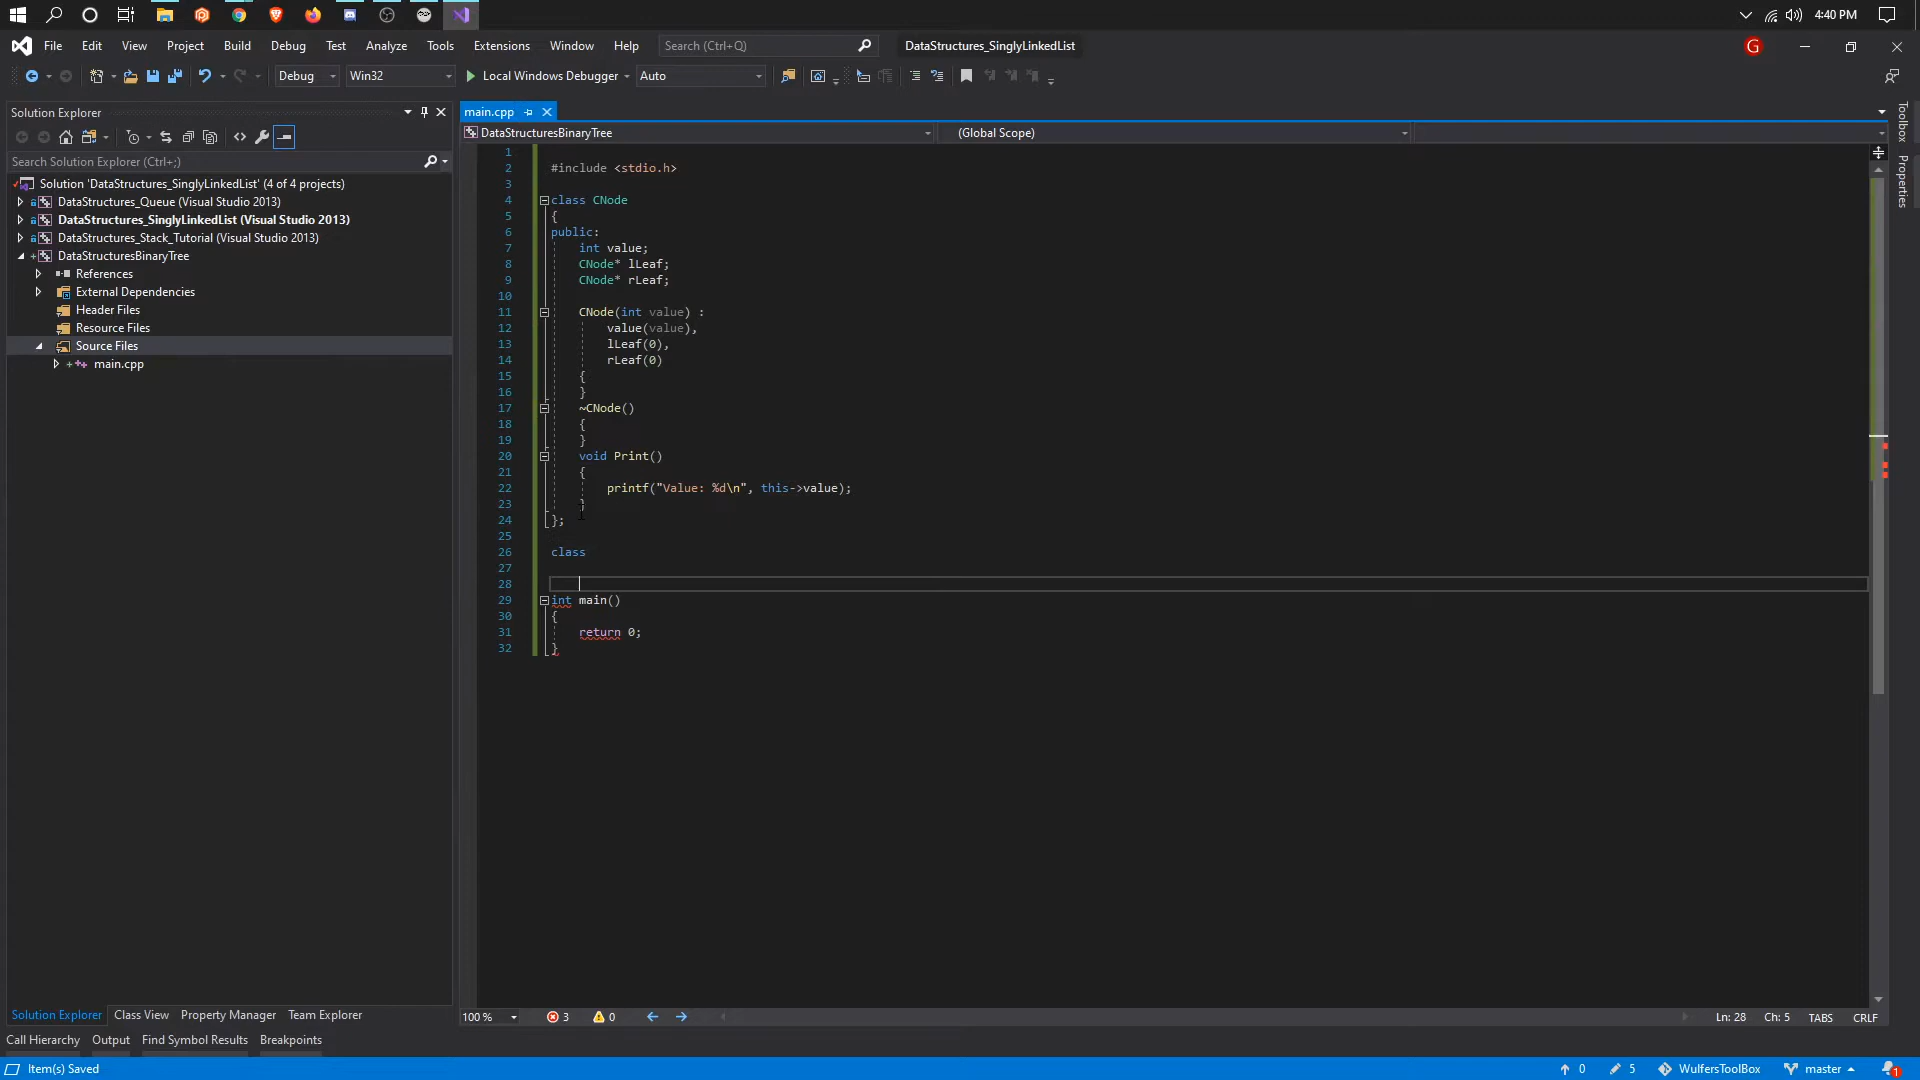 4:40 PM
File Edit View Project Build Debug Test Analyze Tools Extensions Window Help Search (Ctrl+Q) DataStructures_SinglyLinkedList G
Debug Win32 Local Windows Debugger Auto
Solution Explorer
Search Solution Explorer (Ctrl+;)
Solution 'DataStructures_SinglyLinkedList' (4 of 4 projects)
DataStructures_Queue (Visual Studio 2013)
DataStructures_SinglyLinkedList (Visual Studio 2013)
DataStructures_Stack_Tutorial (Visual Studio 2013)
DataStructuresBinaryTree
References
External Dependencies
Header Files
Resource Files
Source Files
main.cpp
Solution Explorer Class View Property Manager Team Explorer
main.cpp
DataStructuresBinaryTree (Global Scope)
1
2 #include <stdio.h>
3
4 class CNode
5 {
6 public:
7 int value;
8 CNode* lLeaf;
9 CNode* rLeaf;
10
11 CNode(int value) :
12 value(value),
13 lLeaf(0),
14 rLeaf(0)
15 {
16 }
17 ~CNode()
18 {
19 }
20 void Print()
21 {
22 printf("Value: %d\n", this->value);
23 }
24 };
25
26 class
27
28
29 int main()
30 {
31 return 0;
32 }
Toolbox
Properties
100 % 3 0 Ln: 28 Ch: 5 TABS CRLF
Call Hierarchy Output Find Symbol Results Breakpoints
Item(s) Saved 0 5 WulfersToolBox master 1